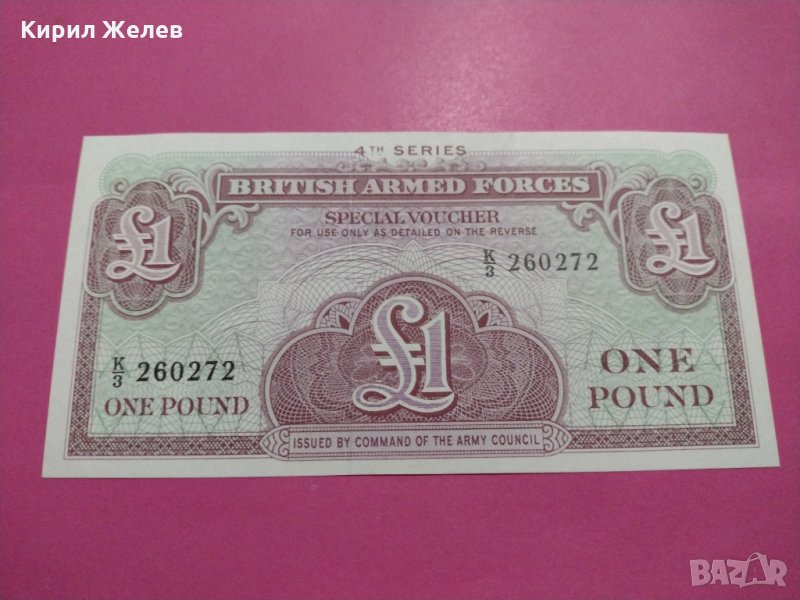 Кирил Желев
4TH SERIES
BRITISH ARMED FORCES
SPECIAL VOUCHER
FOR USE ONLY AS DETAILED ON THE REVERSE
£1
£1
K/3 260272
£1
K/3 260272
ONE POUND
ONE
POUND
ISSUED BY COMMAND OF THE ARMY COUNCIL
BAZAR